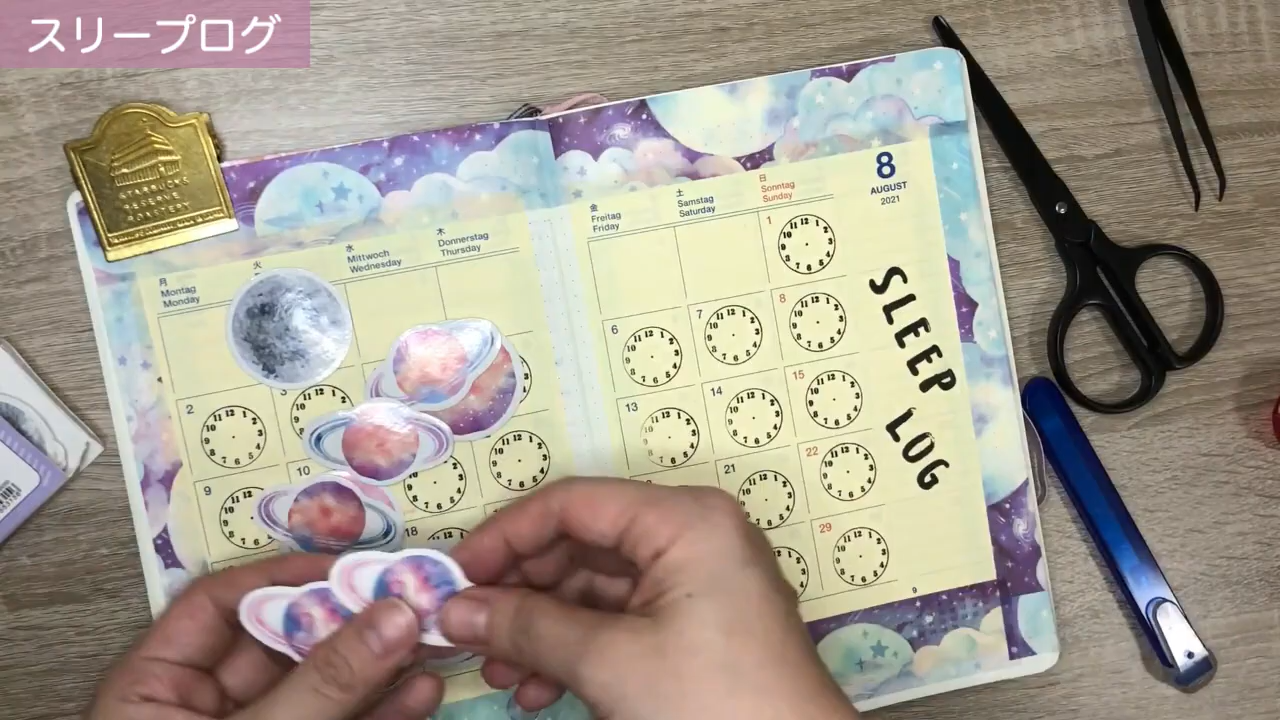 スリープログ
STARBUCKS
RESERVE
ROASTERY
8
AUGUST
2021
月
Montag
Monday
火
水
Mittwoch
Wednesday
木
Donnerstag
Thursday
金
Freitag
Friday
土
Samstag
Saturday
日
Sonntag
Sunday
1
2
3
6
7
8
9
10
13
14
15
18
21
22
29
SLEEP LOG
9